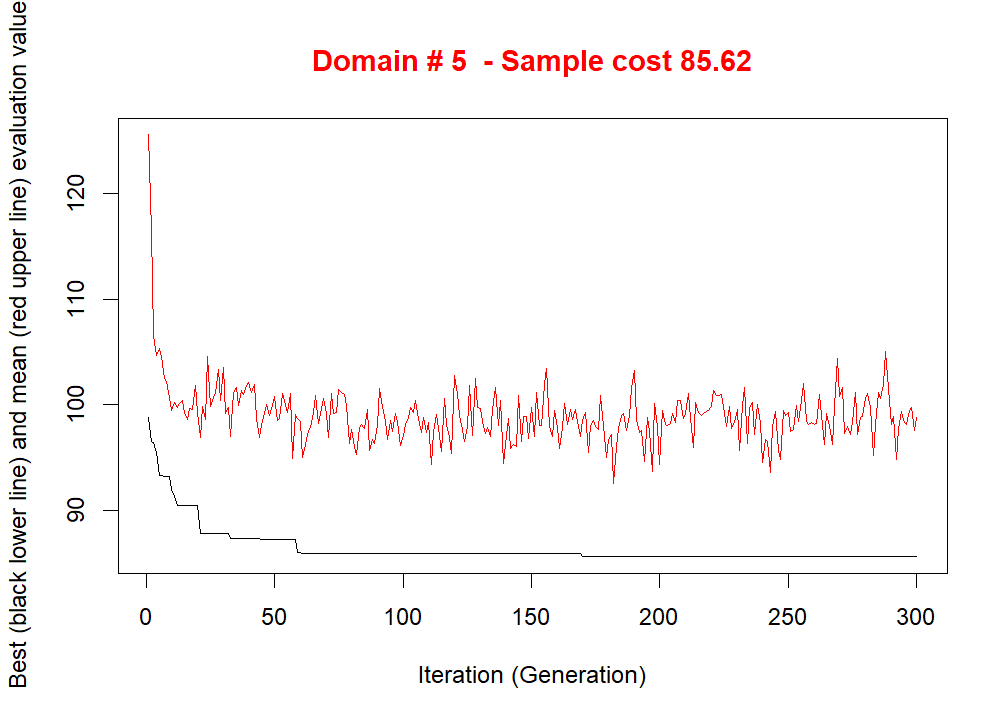 Domain # 5  - Sample cost 85.62
Best (black lower line) and mean (red upper line) evaluation value
120
110
100
90
0 50 100 150 200 250 300
Iteration (Generation)